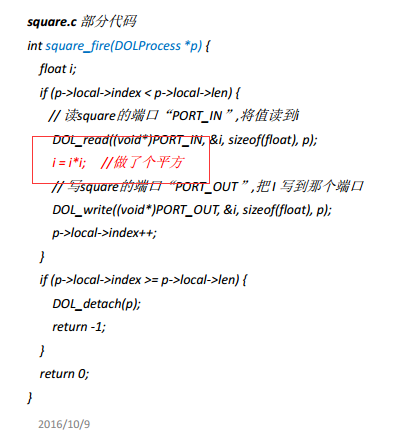 square.c 部分代码
int square_fire(DOLProcess *p) {
float i;
if (p->local->index < p->local->len) {
// 读square的端口“PORT_IN”,将值读到i
DOL_read((void*)PORT_IN, &i, sizeof(float), p);
i = i*i; //做了个平方
// 写square的端口“PORT_OUT”,把 I 写到那个端口
DOL_write((void*)PORT_OUT, &i, sizeof(float), p);
p->local->index++;
}
if (p->local->index >= p->local->len) {
DOL_detach(p);
return -1;
}
return 0;
}
2016/10/9